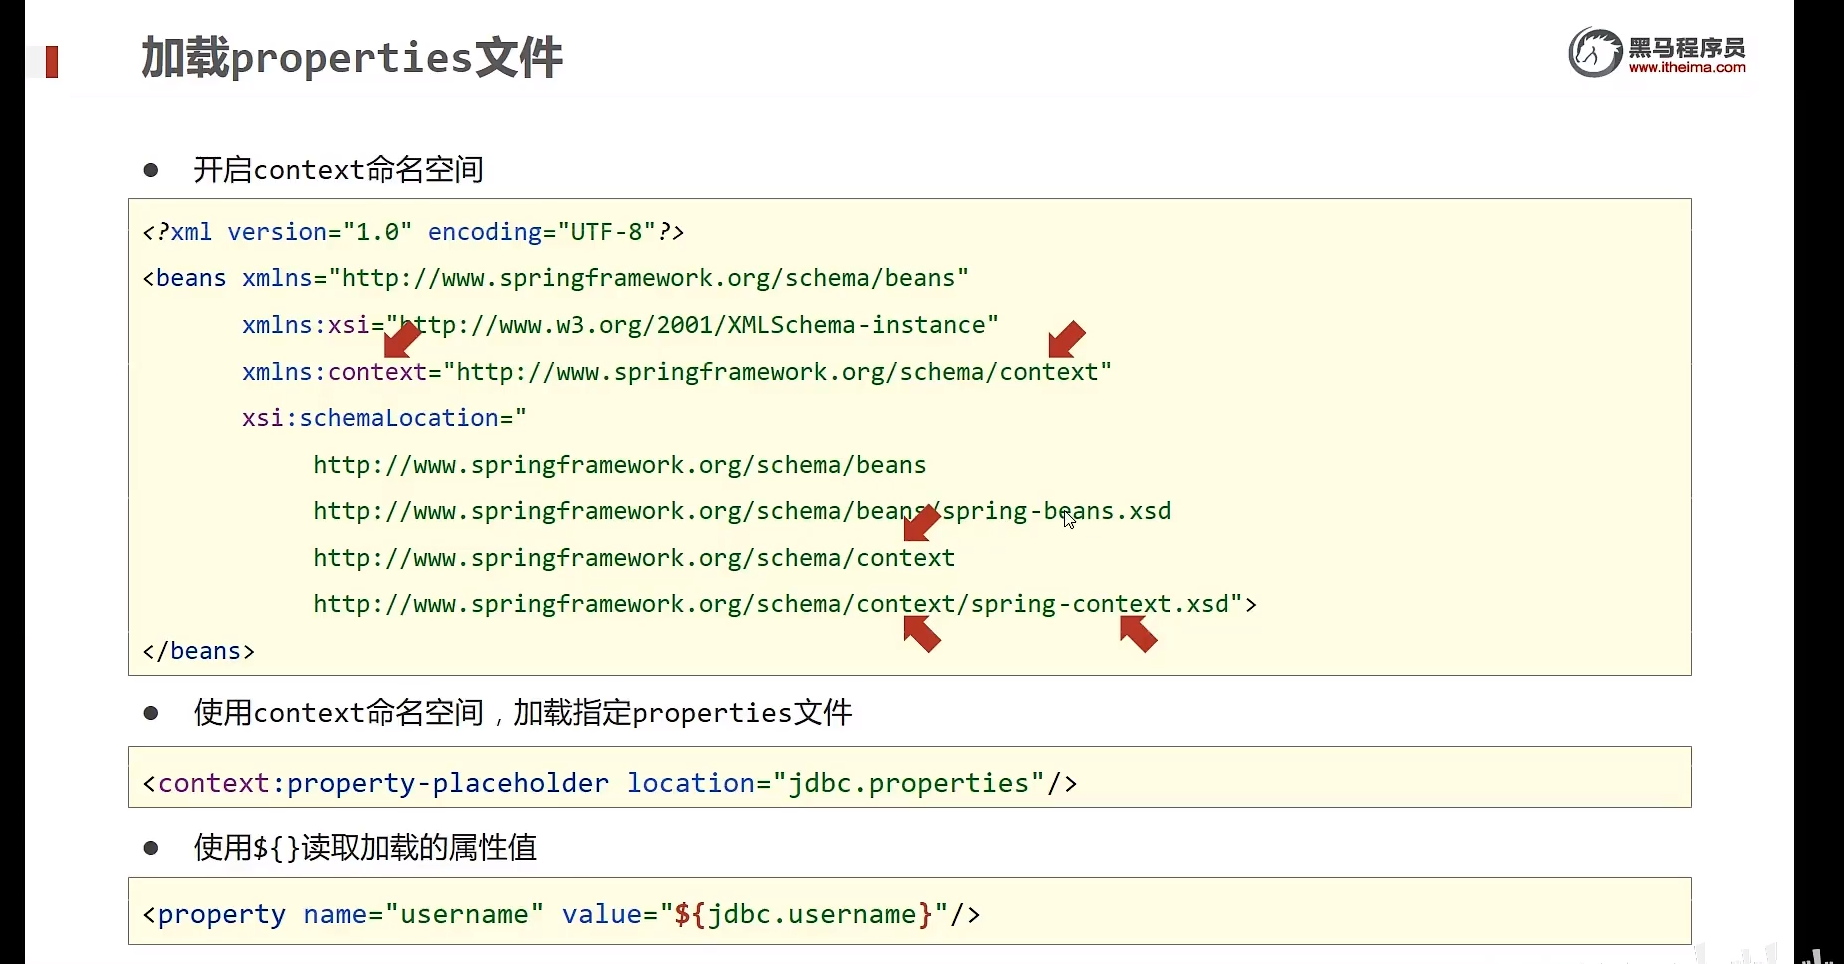 加载properties文件
黑马程序员
www.itheima.com
开启context命名空间
<?xml version="1.0" encoding="UTF-8"?>
<beans xmlns="http://www.springframework.org/schema/beans"
xmlns:xsi="http://www.w3.org/2001/XMLSchema-instance"
xmlns:context="http://www.springframework.org/schema/context"
xsi:schemaLocation="
http://www.springframework.org/schema/beans
http://www.springframework.org/schema/beans/spring-beans.xsd
http://www.springframework.org/schema/context
http://www.springframework.org/schema/context/spring-context.xsd">
</beans>
使用context命名空间，加载指定properties文件
<context:property-placeholder location="jdbc.properties"/>
使用${}读取加载的属性值
<property name="username" value="${jdbc.username}"/>